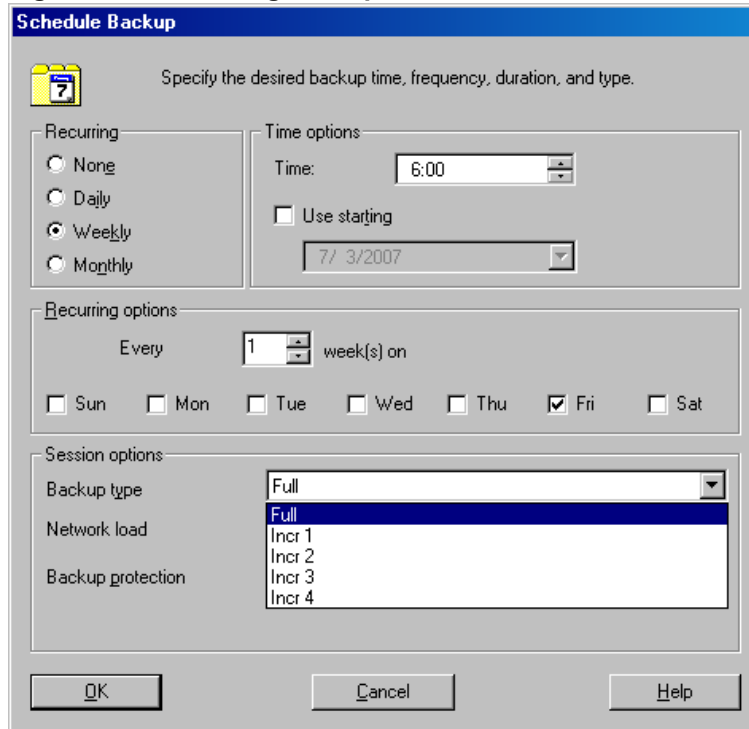 Schedule Backup
7
Specify the desired backup time, frequency, duration, and type.
Recurring
None
Daily
Weekly
Monthly
Time options
Time: 6:00
Use starting
7/ 3/2007
Recurring options
Every 1 week(s) on
Sun Mon Tue Wed Thu Fri Sat
Session options
Backup type Full
Network load
Backup protection
Full
Incr 1
Incr 2
Incr 3
Incr 4
OK Cancel Help